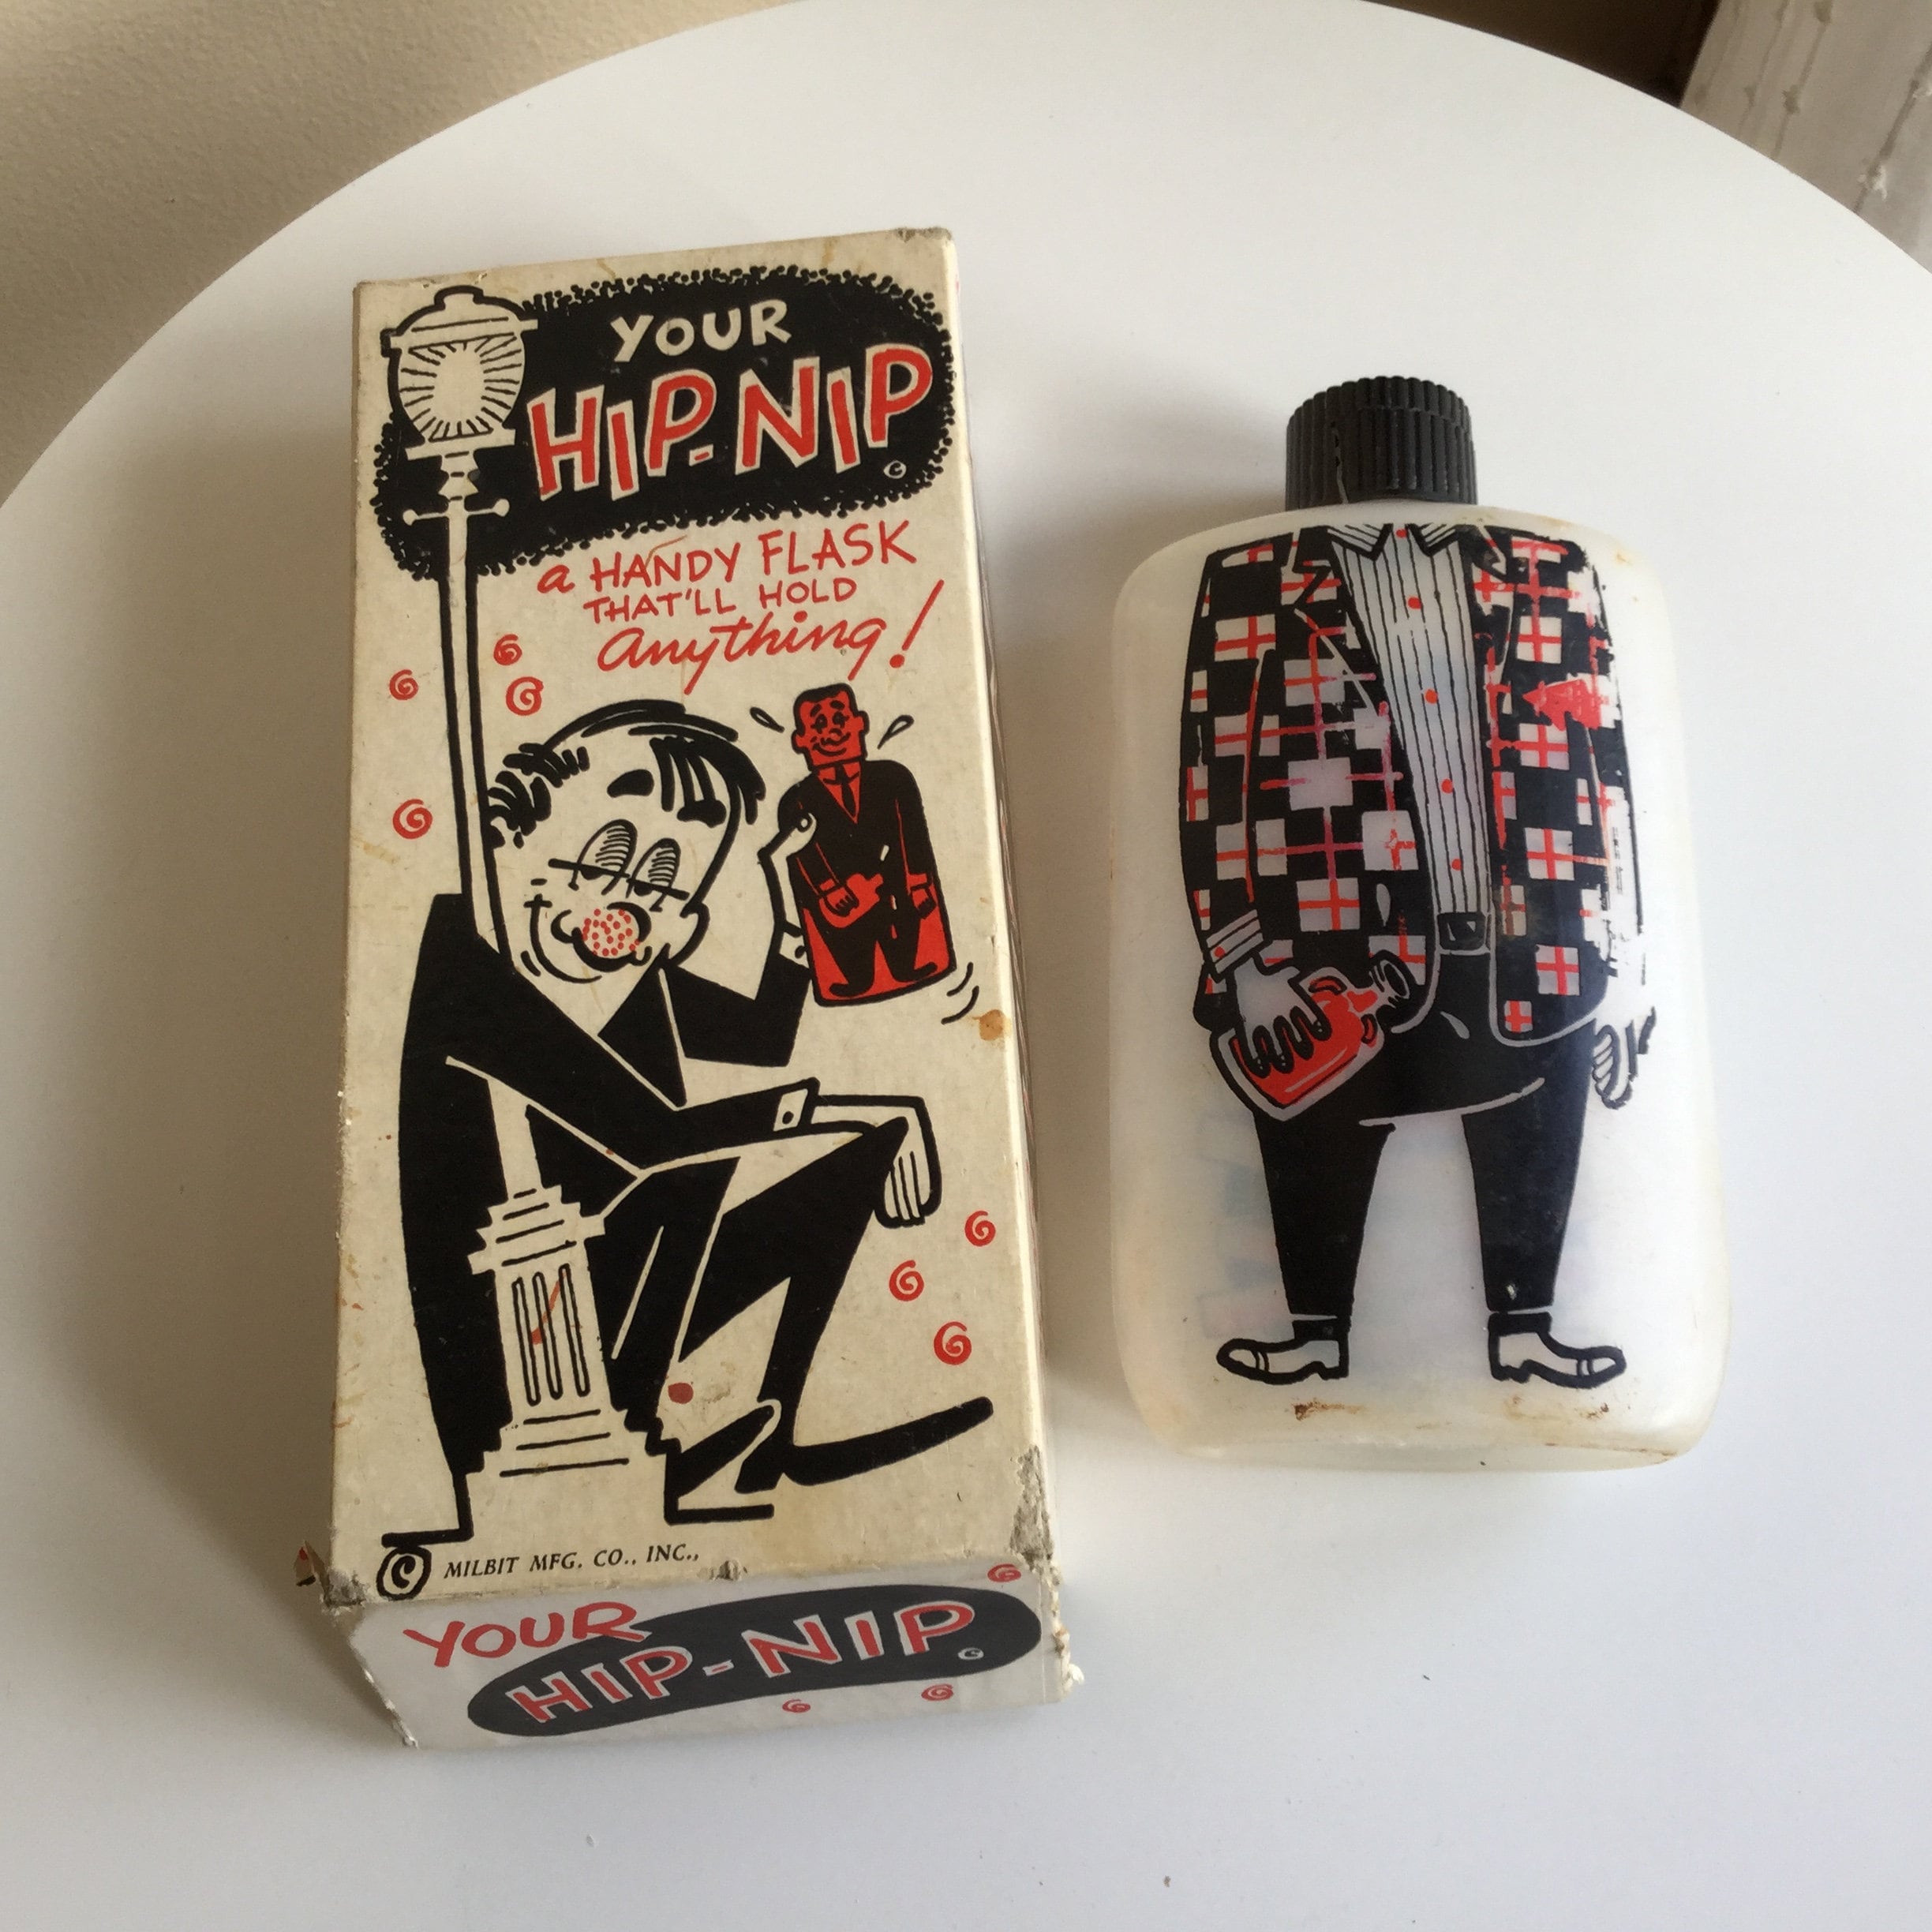 YOUR
HIP-NIP ©
a HANDY FLASK
THAT'LL HOLD
Anything!
© MILBIT MFG. CO., INC.,
YOUR
HIP-NIP ©